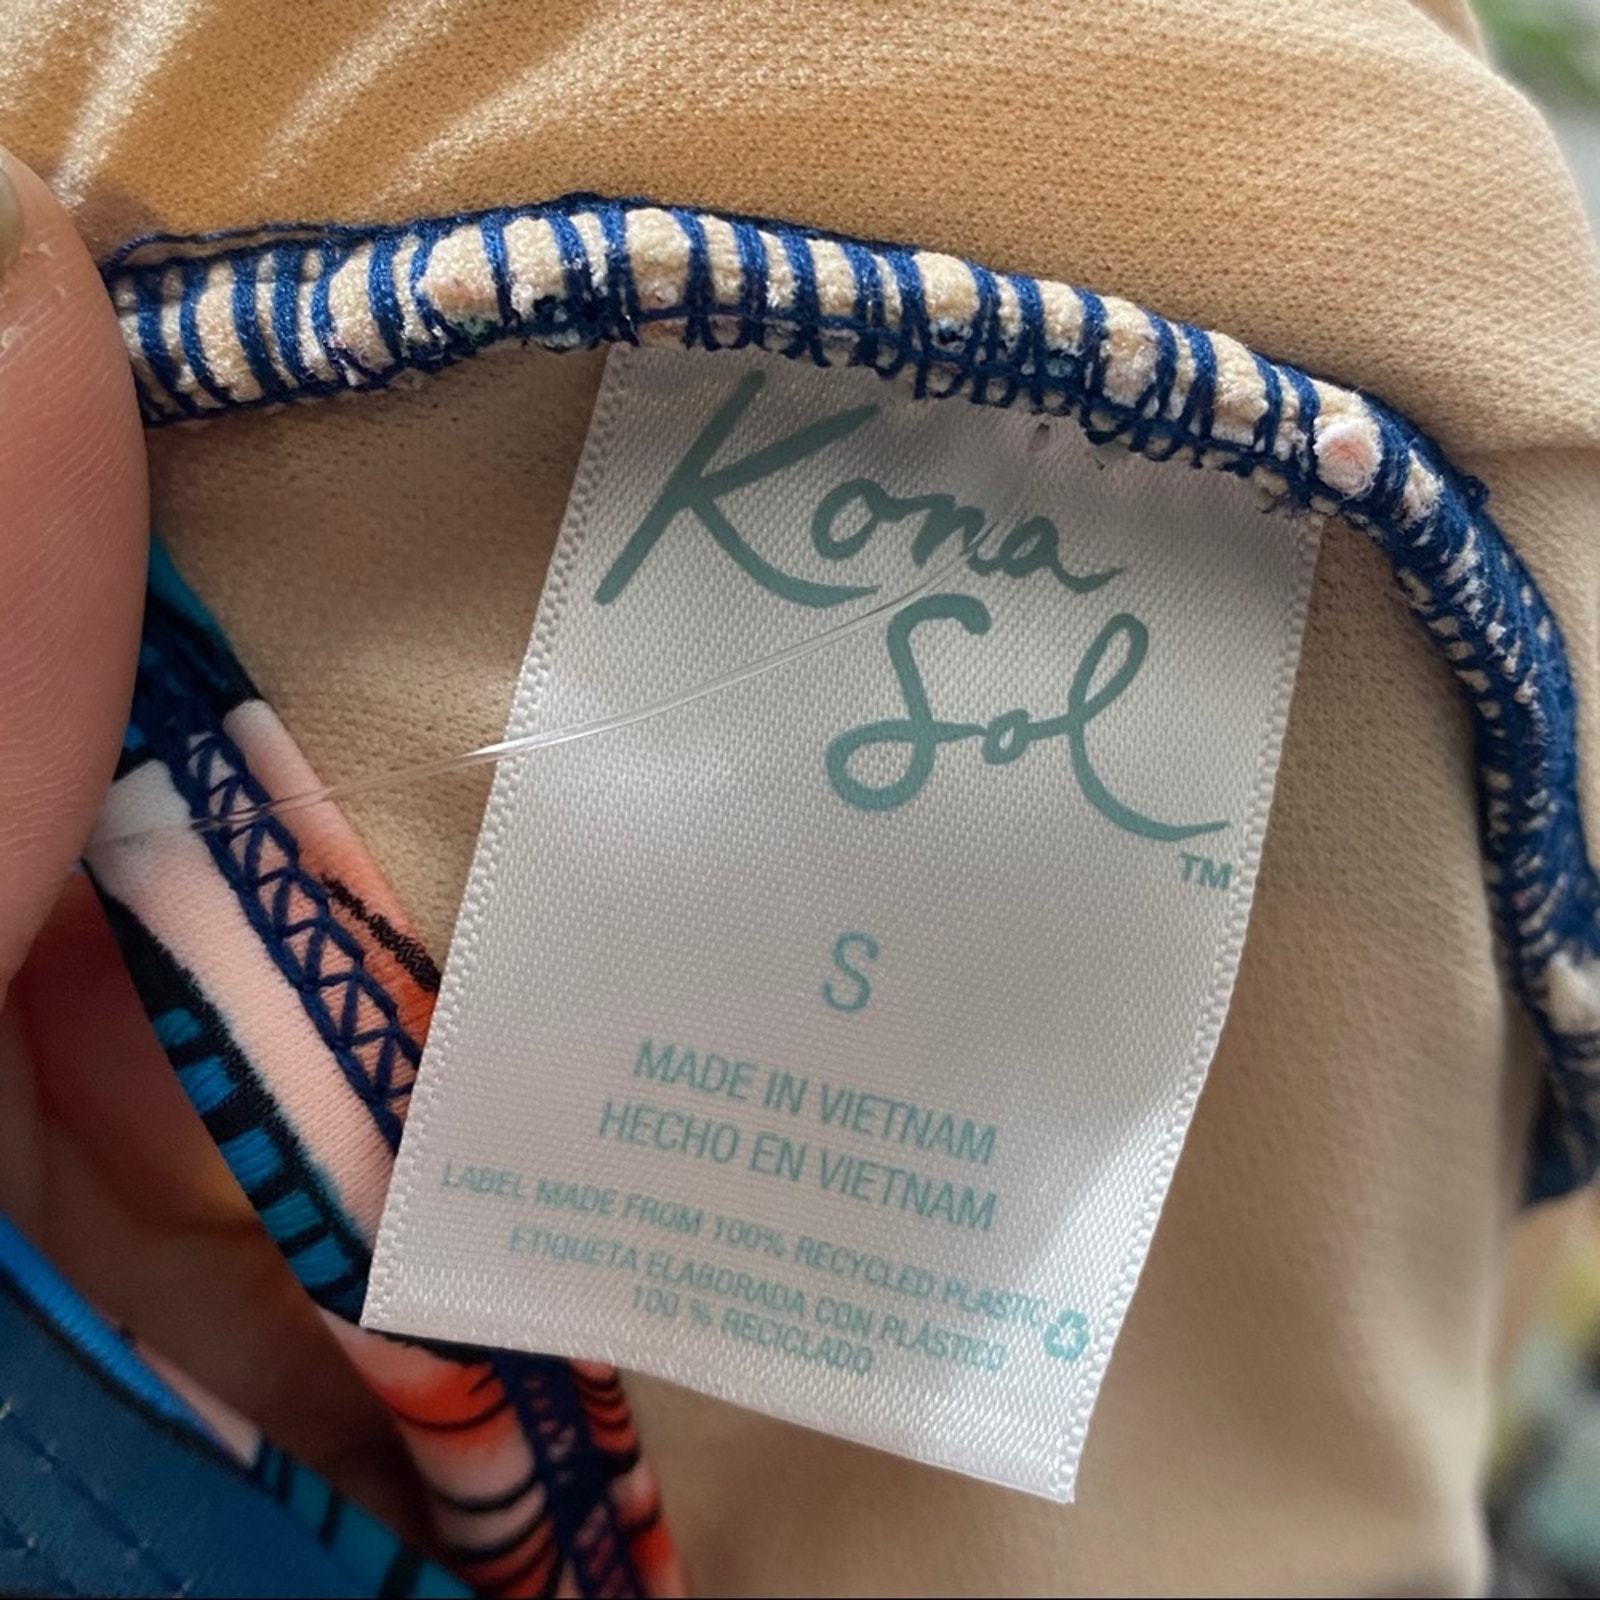 Kona
Sol
TM
S
MADE IN VIETNAM
HECHO EN VIETNAM
LABEL MADE FROM 100% RECYCLED PLASTIC
ETIQUETA ELABORADA CON PLÁSTICO
100 % RECICLADO